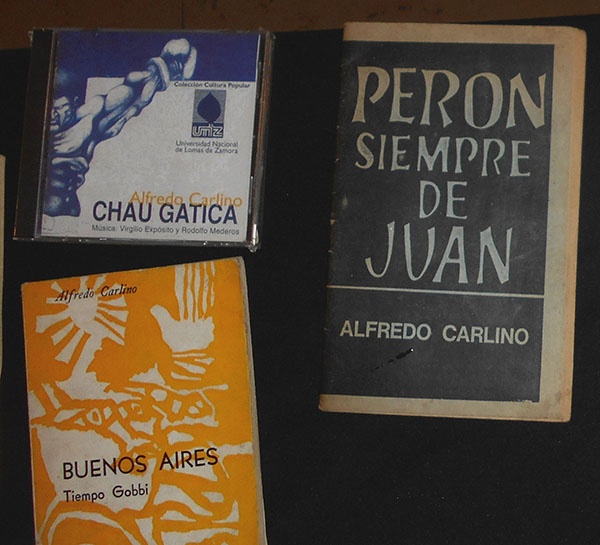 Colección Cultura Popular
unlz
Universidad Nacional
de Lomas de Zamora
Alfredo Carlino
CHAU GATICA
Música: Virgilio Expósito y Rodolfo Mederos
PERON
SIEMPRE
DE
JUAN
ALFREDO CARLINO
Alfredo Carlino
BUENOS AIRES
Tiempo Gobbi